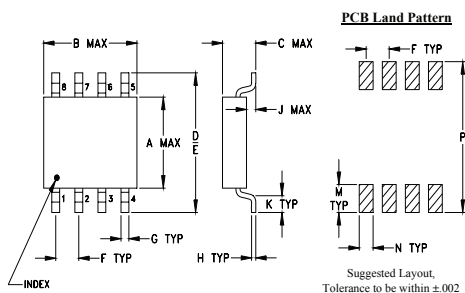 PCB Land Pattern
B MAX
C MAX
F TYP
8 7 6 5
J MAX
A MAX
D
E
P
1 2 3 4
K TYP
M
TYP
G TYP
F TYP
H TYP
N TYP
INDEX
Suggested Layout,
Tolerance to be within ±.002